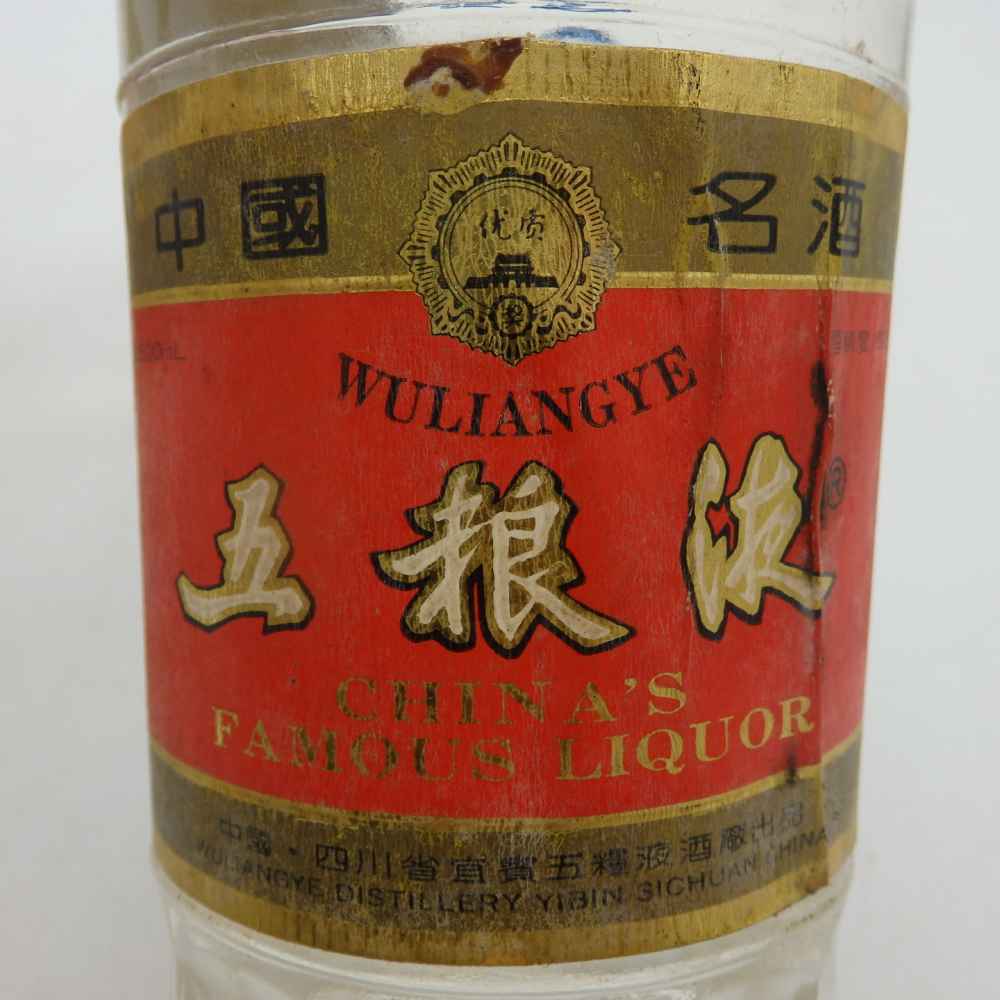 中國 名酒
优质
WULIANGYE
五粮液®
CHINA'S
FAMOUS LIQUOR
中國·四川省宜賓五糧液酒廠出品
WULIANGYE DISTILLERY YIBIN SICHUAN CHINA